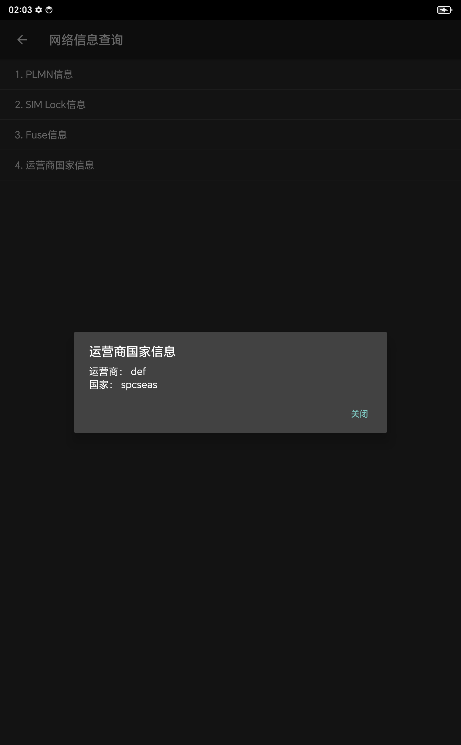 02:03
网络信息查询
1. PLMN信息
2. SIM Lock信息
3. Fuse信息
4. 运营商国家信息
运营商国家信息
运营商： def
国家： spcseas
关闭